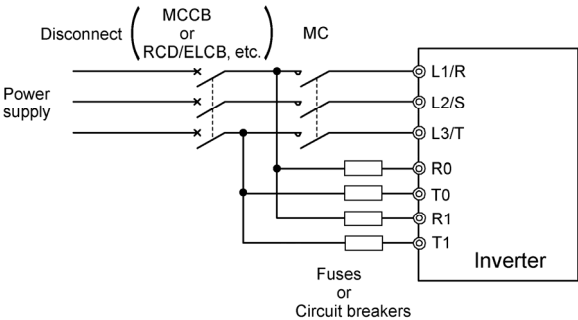 Disconnect
MCCB
or
RCD/ELCB, etc.
MC
Power
supply
L1/R
L2/S
L3/T
R0
T0
R1
T1
Inverter
Fuses
or
Circuit breakers